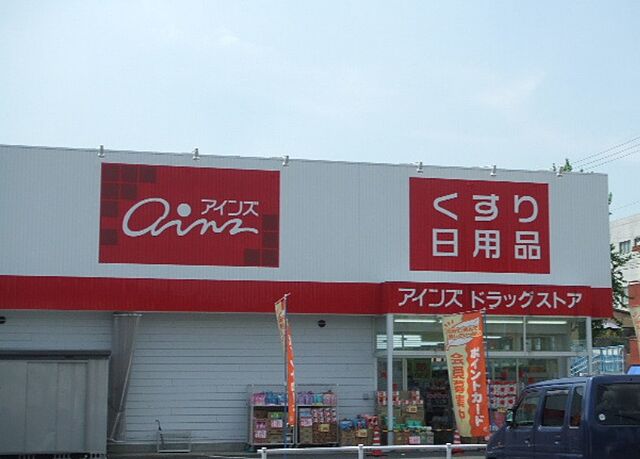 アインズ
ainz
くすり
日用品
アインズ ドラッグストア
ポイントカード
会員募集中